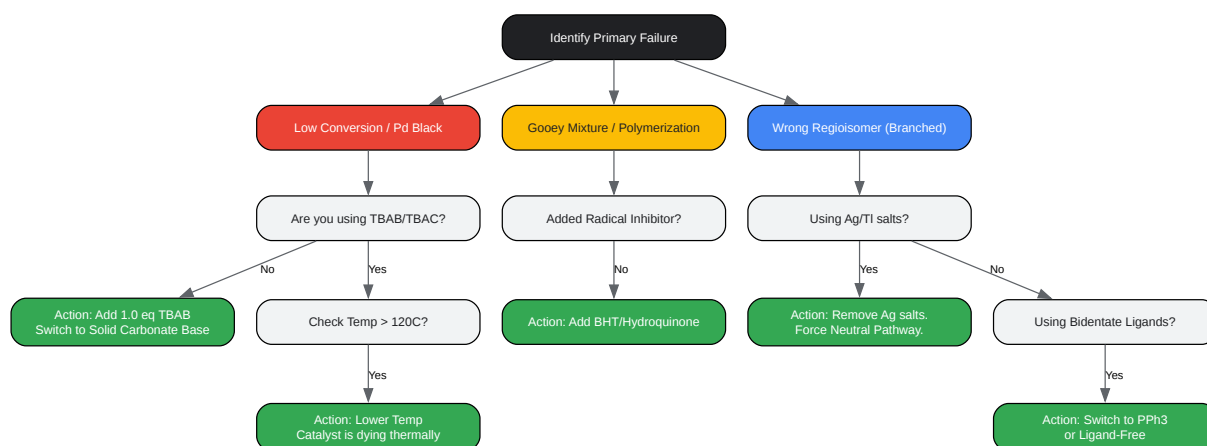 Identify Primary Failure
Low Conversion / Pd Black
Gooey Mixture / Polymerization
Wrong Regioisomer (Branched)
Are you using TBAB/TBAC?
Added Radical Inhibitor?
Using Ag/Tl salts?
No
Yes
No
Yes
No
Action: Add 1.0 eq TBAB
Switch to Solid Carbonate Base
Check Temp > 120C?
Action: Add BHT/Hydroquinone
Action: Remove Ag salts.
Force Neutral Pathway.
Using Bidentate Ligands?
Yes
Yes
Action: Lower Temp
Catalyst is dying thermally
Action: Switch to PPh3
or Ligand-Free